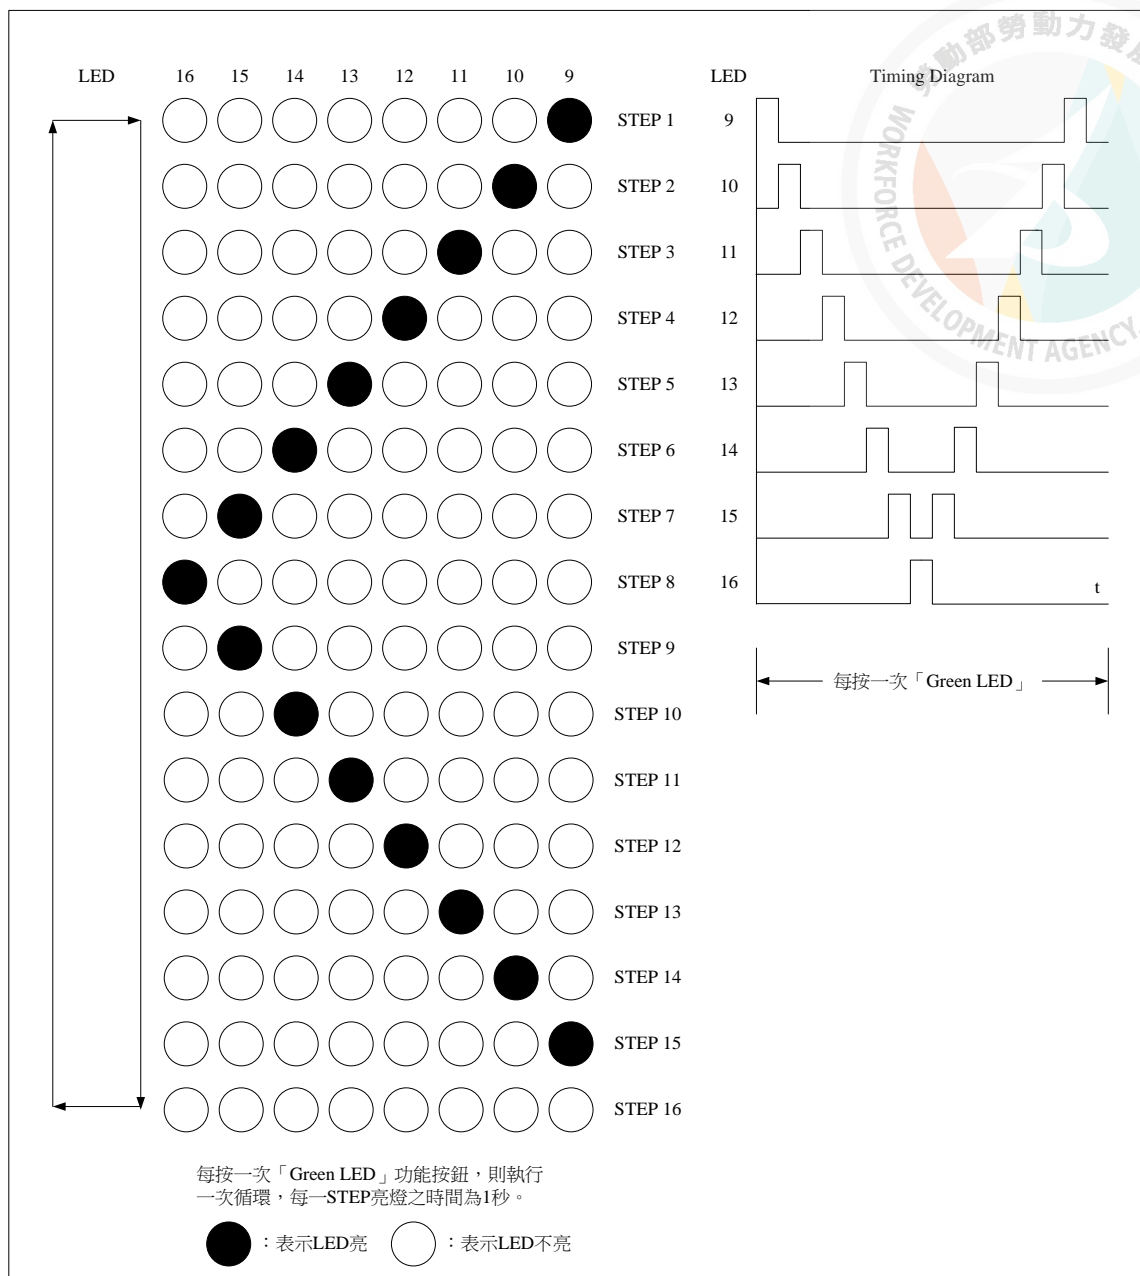 LED 16 15 14 13 12 11 10 9 LED Timing Diagram
STEP 1 9
STEP 2 10
STEP 3 11
STEP 4 12
STEP 5 13
STEP 6 14
STEP 7 15
STEP 8 16 t
STEP 9
每按一次「Green LED」
STEP 10
STEP 11
STEP 12
STEP 13
STEP 14
STEP 15
STEP 16
每按一次「Green LED」功能按鈕，則執行
一次循環，每一STEP亮燈之時間為1秒。
：表示LED亮 ：表示LED不亮
勞動部勞動力發展
WORKFORCE DEVELOPMENT AGENCY,